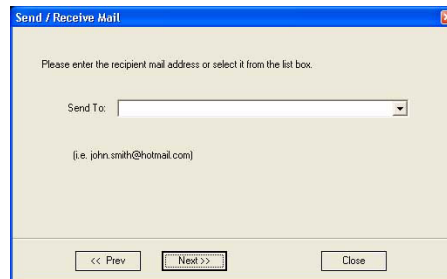 Send / Receive Mail
Please enter the recipient mail address or select it from the list box.
Send To:
(i.e. john.smith@hotmail.com)
<< Prev
Next >>
Close